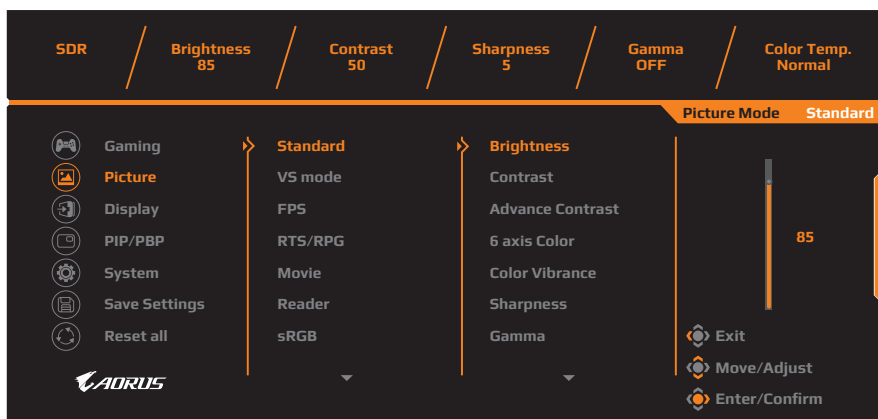 SDR
Brightness
85
Contrast
50
Sharpness
5
Gamma
OFF
Color Temp.
Normal
Picture Mode Standard
Gaming Standard Brightness
Picture VS mode Contrast
Display FPS Advance Contrast
PIP/PBP RTS/RPG 6 axis Color 85
System Movie Color Vibrance
Save Settings Reader Sharpness
Reset all sRGB Gamma Exit
AORUS Move/Adjust
Enter/Confirm